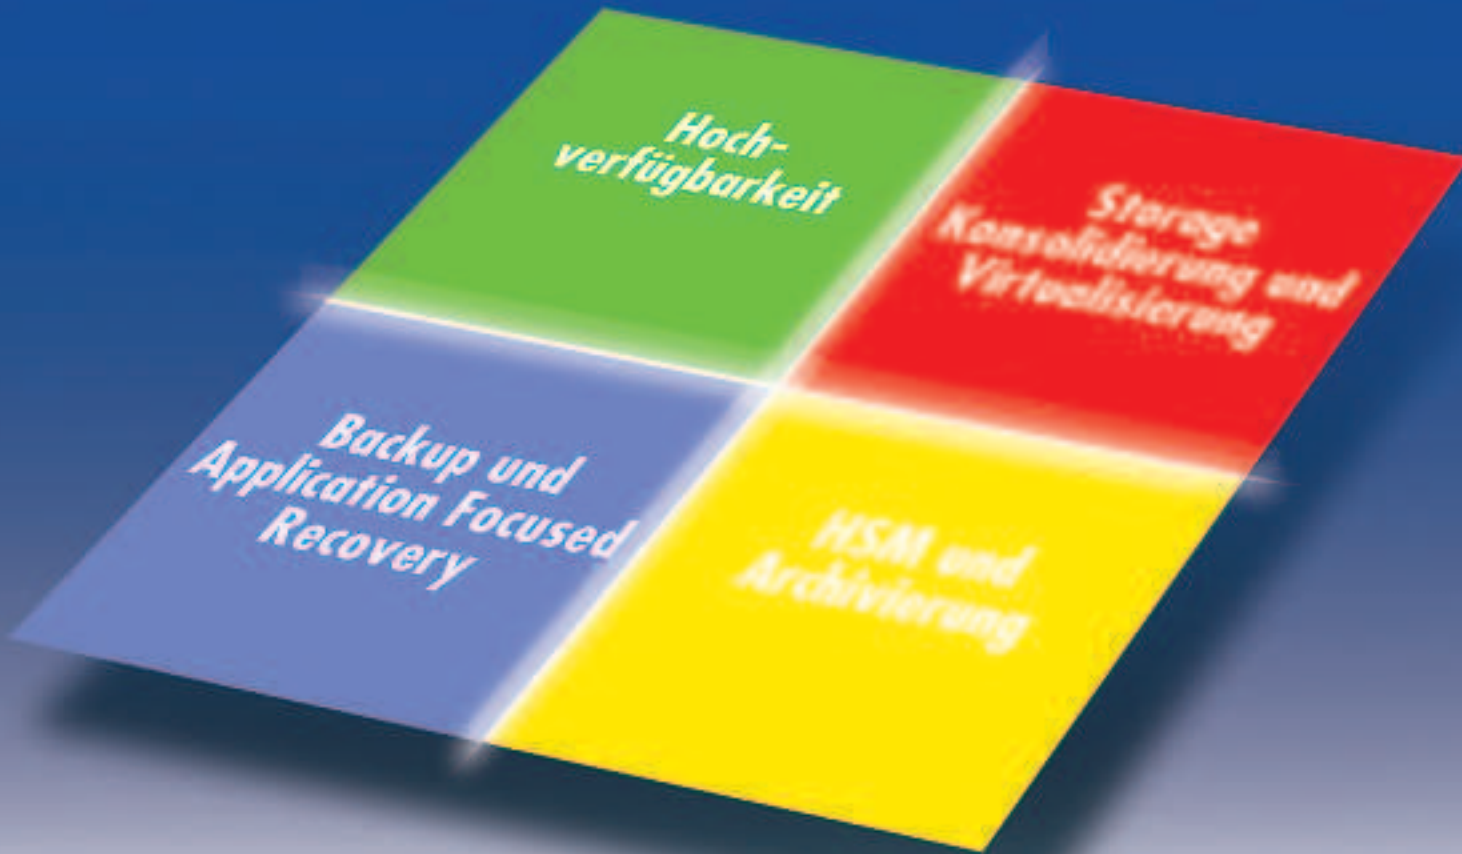 Hoch-
verfügbarkeit
Storage
Konsolidierung und
Virtualisierung
Backup und
Application Focused
Recovery
HSM und
Archivierung